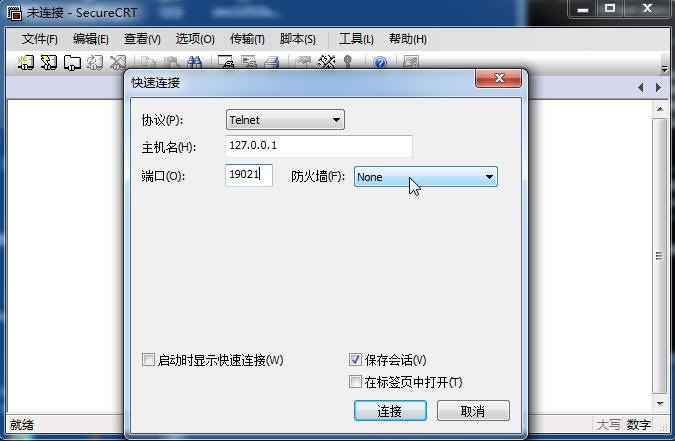 未连接 - SecureCRT
文件(F) 编辑(E) 查看(V) 选项(O) 传输(T) 脚本(S) 工具(L) 帮助(H)
快速连接
协议(P): Telnet
主机名(H): 127.0.0.1
端口(O): 19021 防火墙(F): None
启动时显示快速连接(W) 保存会话(V)
在标签页中打开(T)
连接 取消
就绪 大写 数字